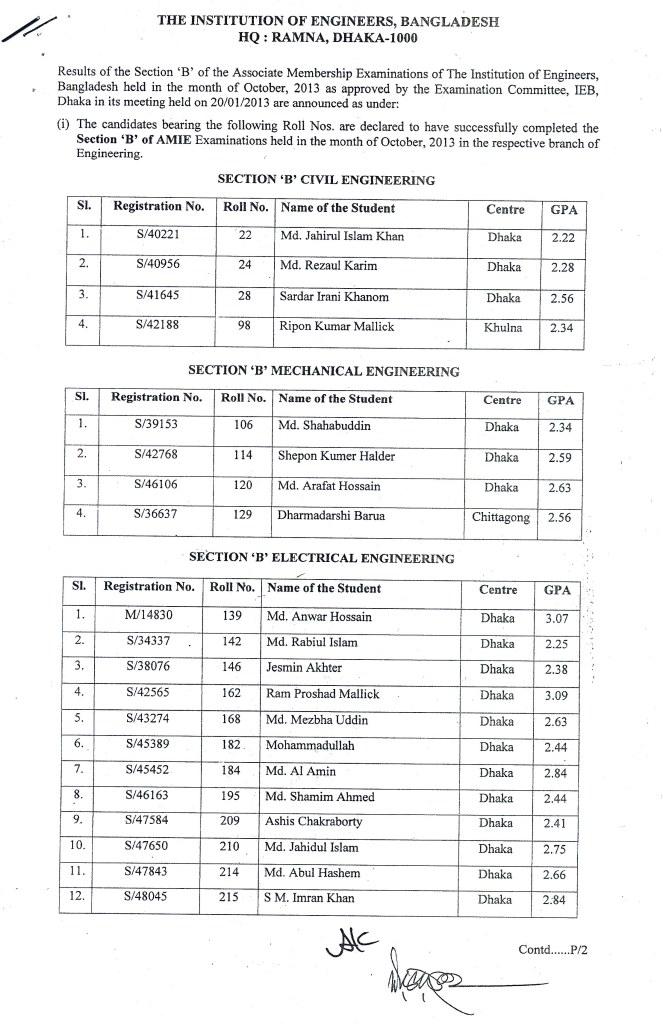 THE INSTITUTION OF ENGINEERS, BANGLADESH
HQ : RAMNA, DHAKA-1000
Results of the Section 'B' of the Associate Membership Examinations of The Institution of Engineers,
Bangladesh held in the month of October, 2013 as approved by the Examination Committee, IEB,
Dhaka in its meeting held on 20/01/2013 are announced as under:
(i) The candidates bearing the following Roll Nos. are declared to have successfully completed the
Section 'B' of AMIE Examinations held in the month of October, 2013 in the respective branch of
Engineering.
SECTION 'B' CIVIL ENGINEERING
Sl. Registration No. Roll No. Name of the Student Centre GPA
1. S/40221 22 Md. Jahirul Islam Khan Dhaka 2.22
2. S/40956 24 Md. Rezaul Karim Dhaka 2.28
3. S/41645 28 Sardar Irani Khanom Dhaka 2.56
4. S/42188 98 Ripon Kumar Mallick Khulna 2.34
SECTION 'B' MECHANICAL ENGINEERING
Sl. Registration No. Roll No. Name of the Student Centre GPA
1. S/39153 106 Md. Shahabuddin Dhaka 2.34
2. S/42768 114 Shepon Kumer Halder Dhaka 2.59
3. S/46106 120 Md. Arafat Hossain Dhaka 2.63
4. S/36637 129 Dharmadarshi Barua Chittagong 2.56
SECTION 'B' ELECTRICAL ENGINEERING
Sl. Registration No. Roll No. Name of the Student Centre GPA
1. M/14830 139 Md. Anwar Hossain Dhaka 3.07
2. S/34337 142 Md. Rabiul Islam Dhaka 2.25
3. S/38076 146 Jesmin Akhter Dhaka 2.38
4. S/42565 162 Ram Proshad Mallick Dhaka 3.09
5. S/43274 168 Md. Mezbha Uddin Dhaka 2.63
6. S/45389 182 Mohammadullah Dhaka 2.44
7. S/45452 184 Md. Al Amin Dhaka 2.84
8. S/46163 195 Md. Shamim Ahmed Dhaka 2.44
9. S/47584 209 Ashis Chakraborty Dhaka 2.41
10. S/47650 210 Md. Jahidul Islam Dhaka 2.75
11. S/47843 214 Md. Abul Hashem Dhaka 2.66
12. S/48045 215 S M. Imran Khan Dhaka 2.84
Contd......P/2